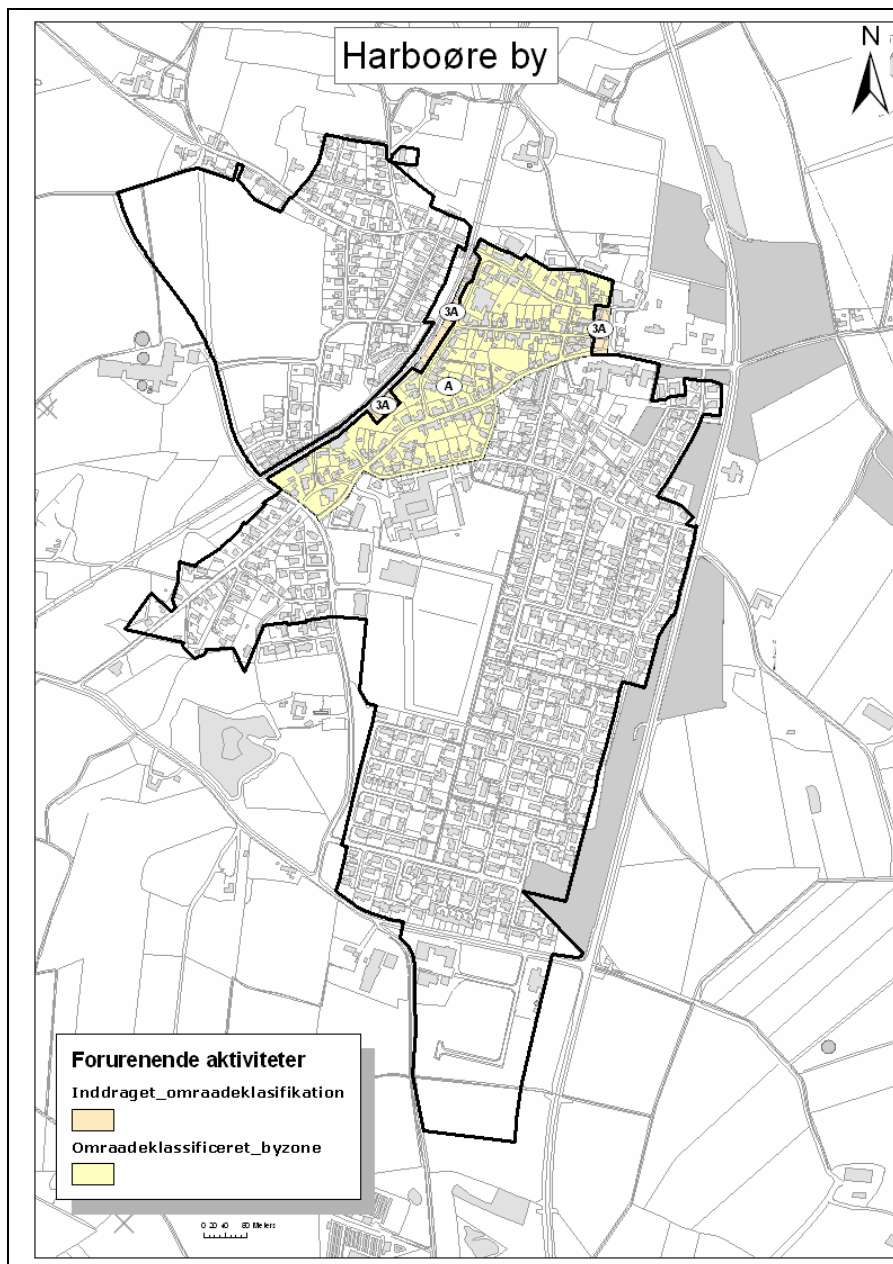 Harboøre by
N
3A
3A
A
3A
Forurenende aktiviteter
Inddraget_omraadeklasifikation
Omraadeklassificeret_byzone
0 20 40 80 Meters